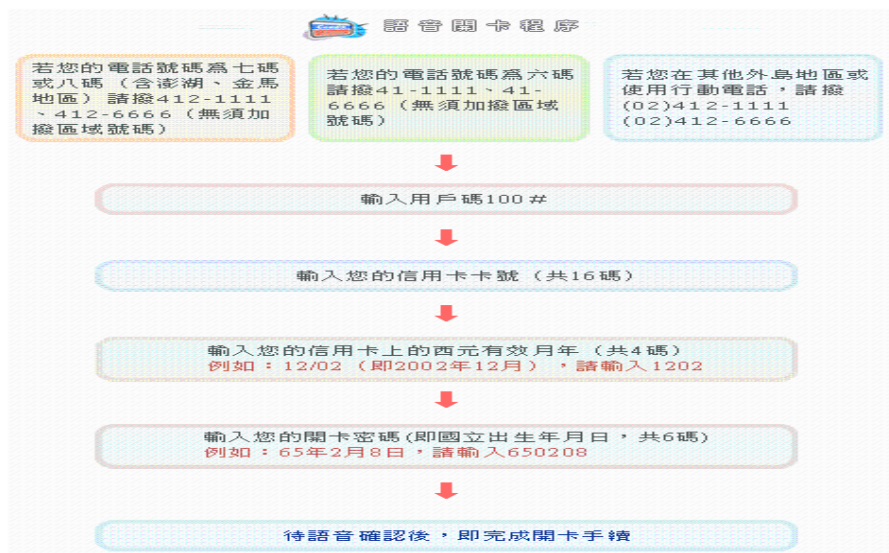 語音開卡程序
若您的電話號碼為七碼
或八碼（含澎湖、金馬
地區）請撥412-1111
、412-6666（無須加
撥區域號碼）
若您的電話號碼為六碼
請撥41-1111、41-
6666（無須加撥區域
號碼）
若您在其他外島地區或
使用行動電話，請撥
(02)412-1111
(02)412-6666
輸入用戶碼100#
輸入您的信用卡卡號（共16碼）
輸入您的信用卡上的西元有效月年（共4碼）
例如：12/02（即2002年12月），請輸入1202
輸入您的開卡密碼(即國立出生年月日，共6碼)
例如：65年2月8日，請輸入650208
待語音確認後，即完成開卡手續